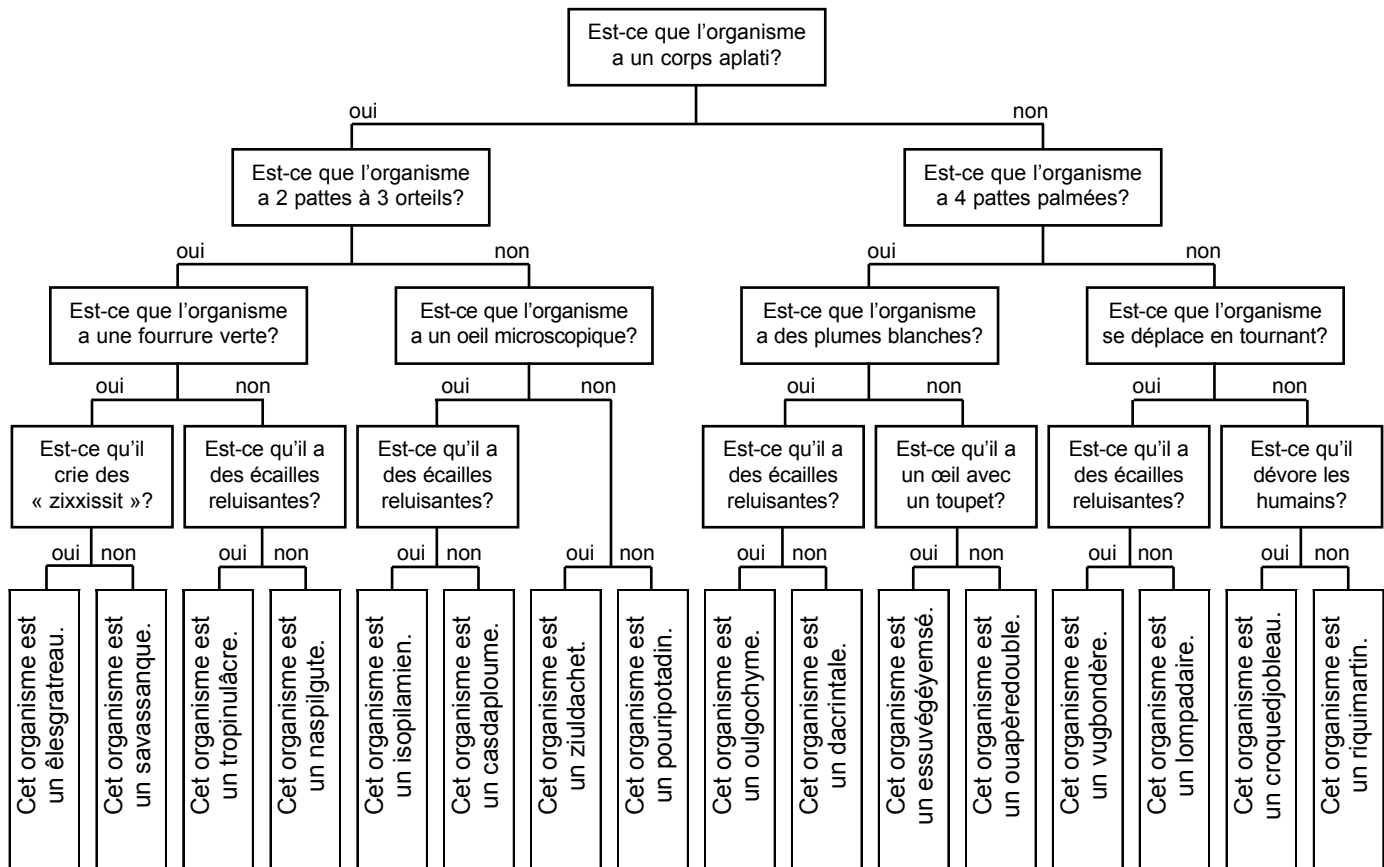 Est-ce que l'organisme
a un corps aplati?
oui
non
Est-ce que l'organisme
a 2 pattes à 3 orteils?
Est-ce que l'organisme
a 4 pattes palmées?
oui
non
oui
non
Est-ce que l'organisme
a une fourrure verte?
Est-ce que l'organisme
a un oeil microscopique?
Est-ce que l'organisme
a des plumes blanches?
Est-ce que l'organisme
se déplace en tournant?
oui
non
oui
non
oui
non
oui
non
Est-ce qu'il
crie des
« zixxissit »?
Est-ce qu'il a
des écailles
reluisantes?
Est-ce qu'il a
des écailles
reluisantes?
Est-ce qu'il a
des écailles
reluisantes?
Est-ce qu'il a
un œil avec
un toupet?
Est-ce qu'il a
des écailles
reluisantes?
Est-ce qu'il
dévore les
humains?
oui
non
oui
non
oui
non
oui
non
oui
non
oui
non
oui
non
oui
non
Cet organisme est
un êlesgratreau.
Cet organisme est
un savassanque.
Cet organisme est
un tropinulâcre.
Cet organisme est
un naspilgute.
Cet organisme est
un isopilamien.
Cet organisme est
un casdaploume.
Cet organisme est
un ziuldachet.
Cet organisme est
un pouripotadin.
Cet organisme est
un oulgochyme.
Cet organisme est
un dacrintale.
Cet organisme est
un essuvégéyemsé.
Cet organisme est
un ouapèredouble.
Cet organisme est
un vugbondère.
Cet organisme est
un lompadaire.
Cet organisme est
un croquedjobleau.
Cet organisme est
un riquimartin.